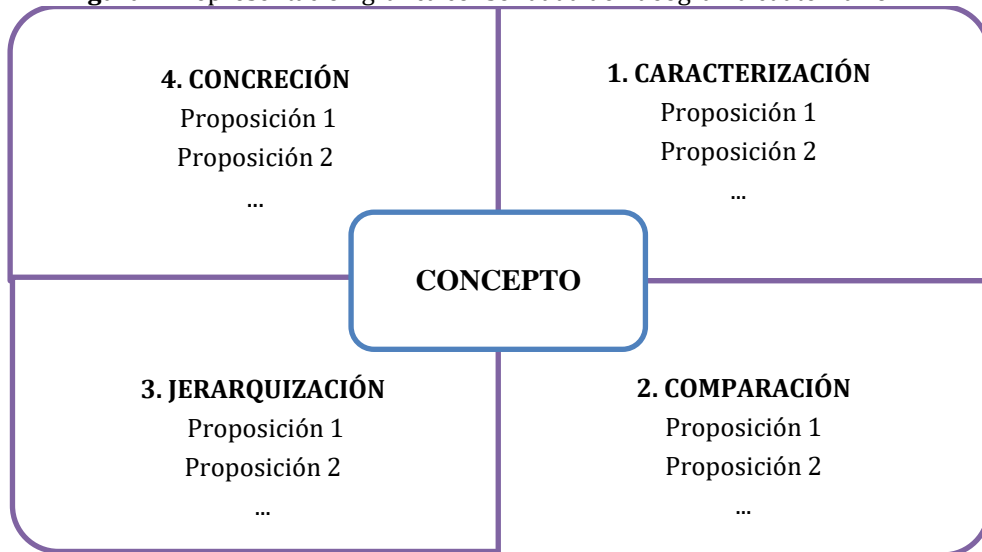 4. CONCRECIÓN
Proposición 1
Proposición 2
...
1. CARACTERIZACIÓN
Proposición 1
Proposición 2
...
CONCEPTO
3. JERARQUIZACIÓN
Proposición 1
Proposición 2
...
2. COMPARACIÓN
Proposición 1
Proposición 2
...